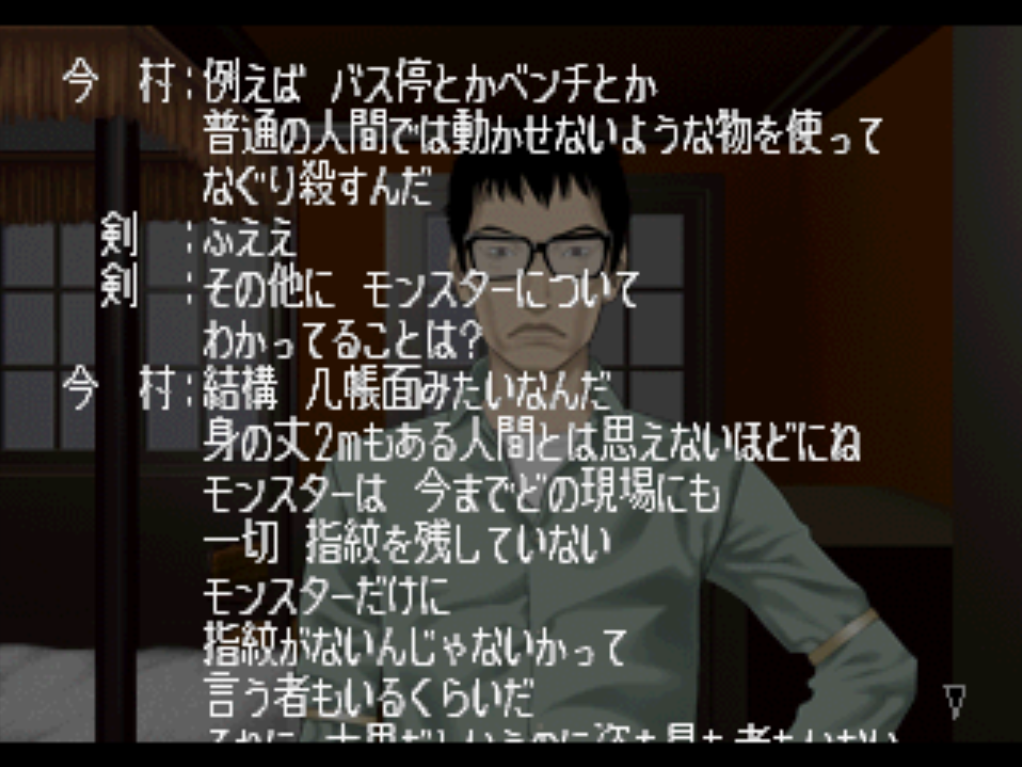 今　村：例えば　バス停とかベンチとか
普通の人間では動かせないような物を使って
なぐり殺すんだ
剣　：ふええ
剣　：その他に　モンスターについて
わかってることは？
今　村：結構　几帳面みたいなんだ
身の丈2mもある人間とは思えないほどにね
モンスターは　今までどの現場にも
一切　指紋を残していない
モンスターだけに
指紋がないんじゃないかって
言う者もいるくらいだ